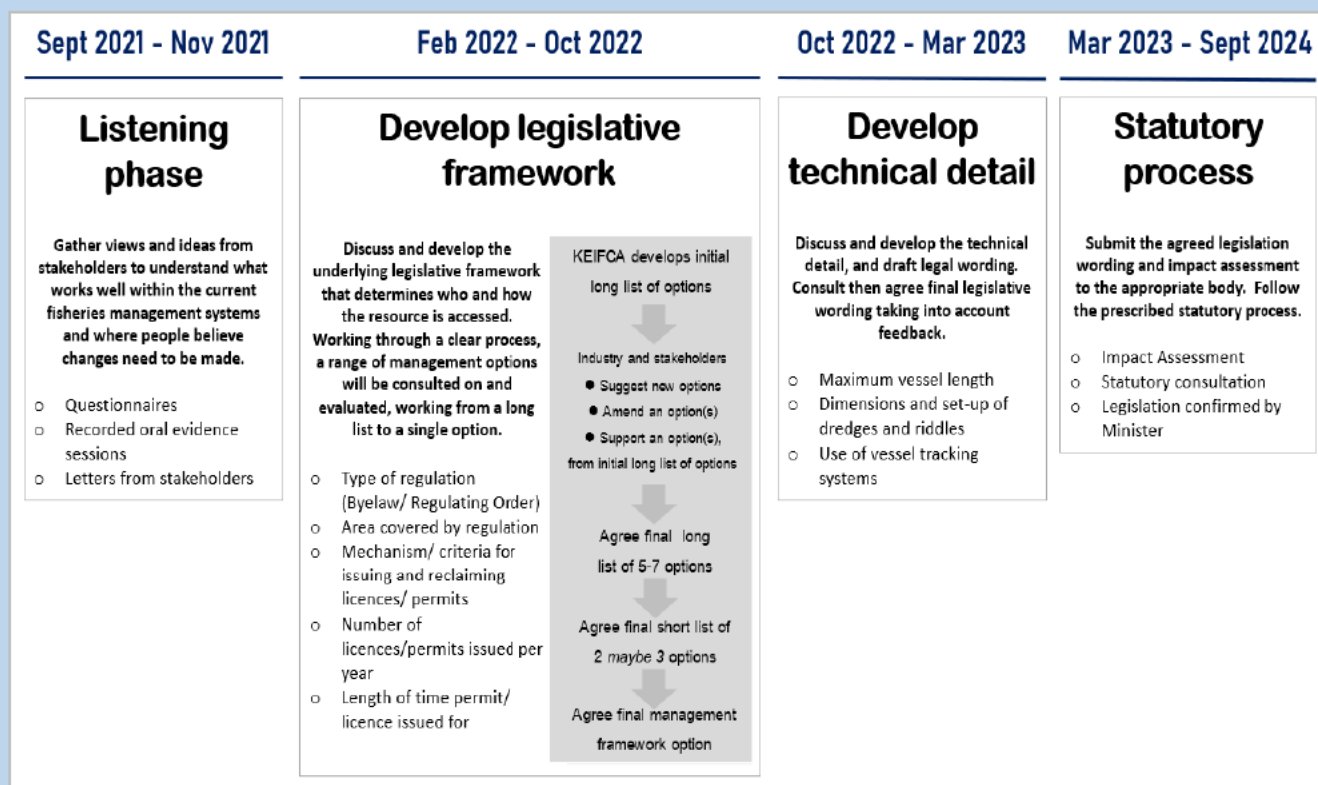 Sept 2021 - Nov 2021
Listening
phase
Gather views and ideas from
stakeholders to understand what
works well within the current
fisheries management systems
and where people believe
changes need to be made.
o Questionnaires
o Recorded oral evidence
sessions
o Letters from stakeholders
Feb 2022 - Oct 2022
Develop legislative
framework
Discuss and develop the
underlying legislative framework
that determines who and how
the resource is accessed.
Working through a clear process,
a range of management options
will be consulted on and
evaluated, working from a long
list to a single option.
o Type of regulation
(Byelaw/ Regulating Order)
o Area covered by regulation
o Mechanism/ criteria for
issuing and reclaiming
licences/ permits
o Number of
licences/permits issued per
year
o Length of time permit/
licence issued for
KEIFCA develops initial
long list of options
Industry and stakeholders
● Suggest new options
● Amend an option(s)
● Support an option(s),
from initial long list of options
Agree final long
list of 5-7 options
Agree final short list of
2 maybe 3 options
Agree final management
framework option
Oct 2022 - Mar 2023
Develop
technical detail
Discuss and develop the technical
detail, and draft legal wording.
Consult then agree final legislative
wording taking into account
feedback.
o Maximum vessel length
o Dimensions and set-up of
dredges and riddles
o Use of vessel tracking
systems
Mar 2023 - Sept 2024
Statutory
process
Submit the agreed legislation
wording and impact assessment
to the appropriate body. Follow
the prescribed statutory process.
o Impact Assessment
o Statutory consultation
o Legislation confirmed by
Minister